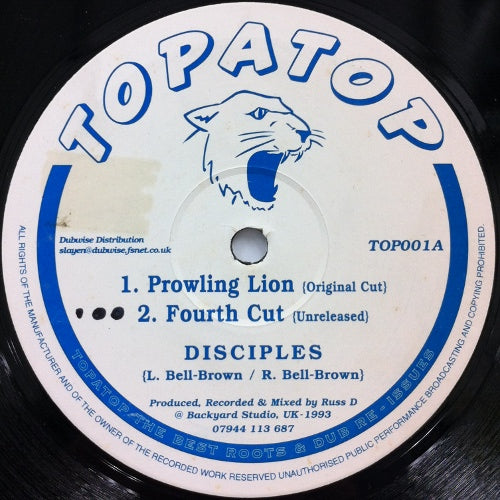 TOPATOP
Dubwise Distribution
slayen@dubwise.fsnet.co.uk
TOP001A
1. Prowling Lion {Original Cut}
2. Fourth Cut {Unreleased}
DISCIPLES
{L. Bell-Brown / R. Bell-Brown}
Produced, Recorded & Mixed by Russ D
@ Backyard Studio, UK - 1993
07944 113 687
TOPATOP THE BEST ROOTS & DUB RE - ISSUES
ALL RIGHTS OF THE MANUFACTURER AND OF THE OWNER OF THE RECORDED WORK RESERVED UNAUTHORISED PUBLIC PERFORMANCE BROADCASTING AND COPYING PROHIBITED.